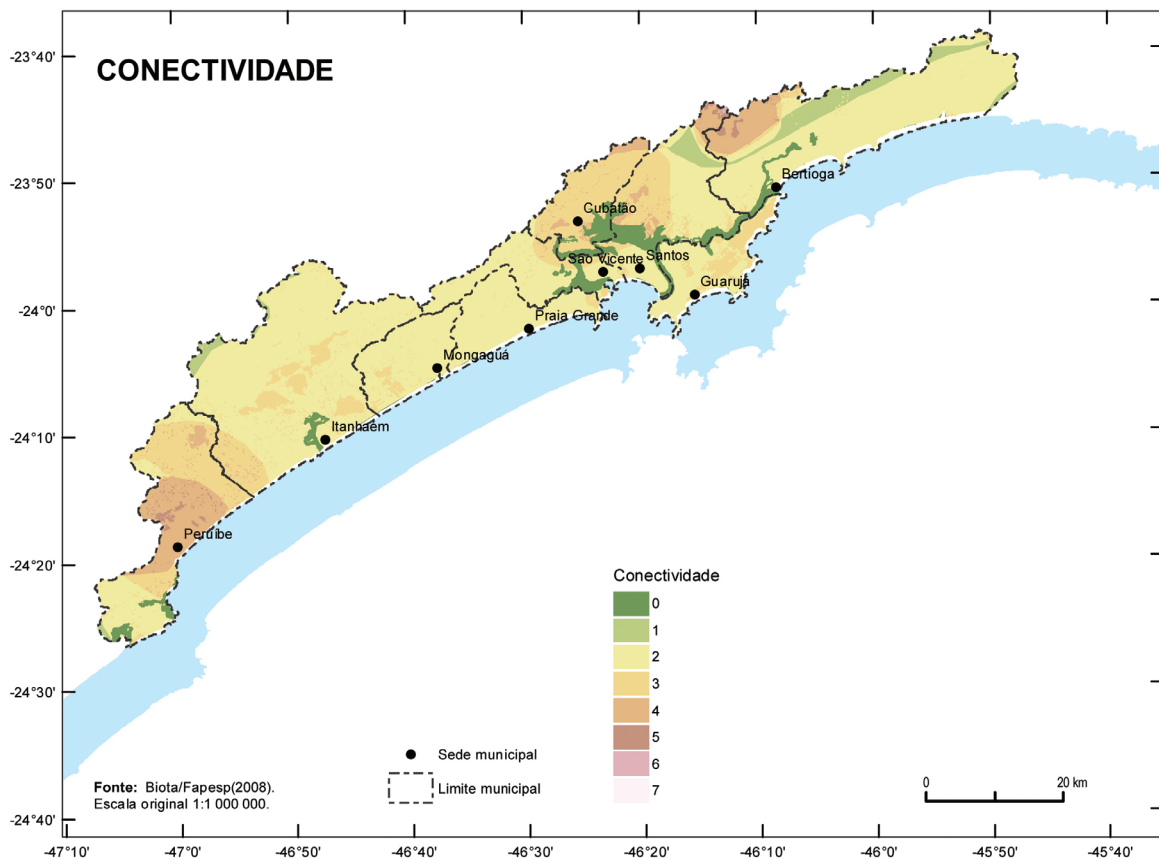 CONECTIVIDADE
-23°40'
-23°50'
-24°0'
-24°10'
-24°20'
-24°30'
-24°40'
Bertioga
Cubatão
São Vicente
Santos
Guarujá
Praia Grande
Mongaguá
Itanhaém
Peruíbe
Conectividade
0
1
2
3
4
5
6
7
Sede municipal
Limite municipal
Fonte: Biota/Fapesp(2008).
Escala original 1:1 000 000.
0 20 km
-47°10' -47°0' -46°50' -46°40' -46°30' -46°20' -46°10' -46°0' -45°50' -45°40'